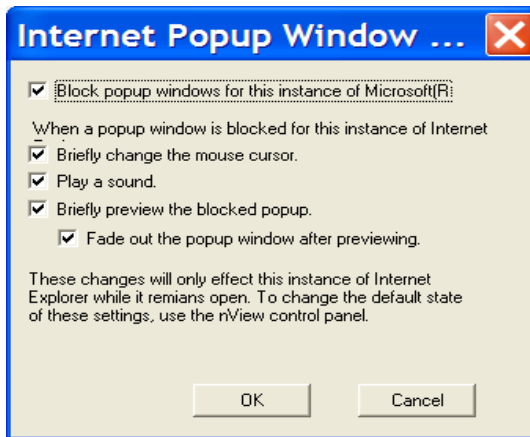 Internet Popup Window ...
Block popup windows for this instance of Microsoft(R
When a popup window is blocked for this instance of Internet
Briefly change the mouse cursor.
Play a sound.
Briefly preview the blocked popup.
Fade out the popup window after previewing.
These changes will only effect this instance of Internet
Explorer while it remians open. To change the default state
of these settings, use the nView control panel.
OK
Cancel